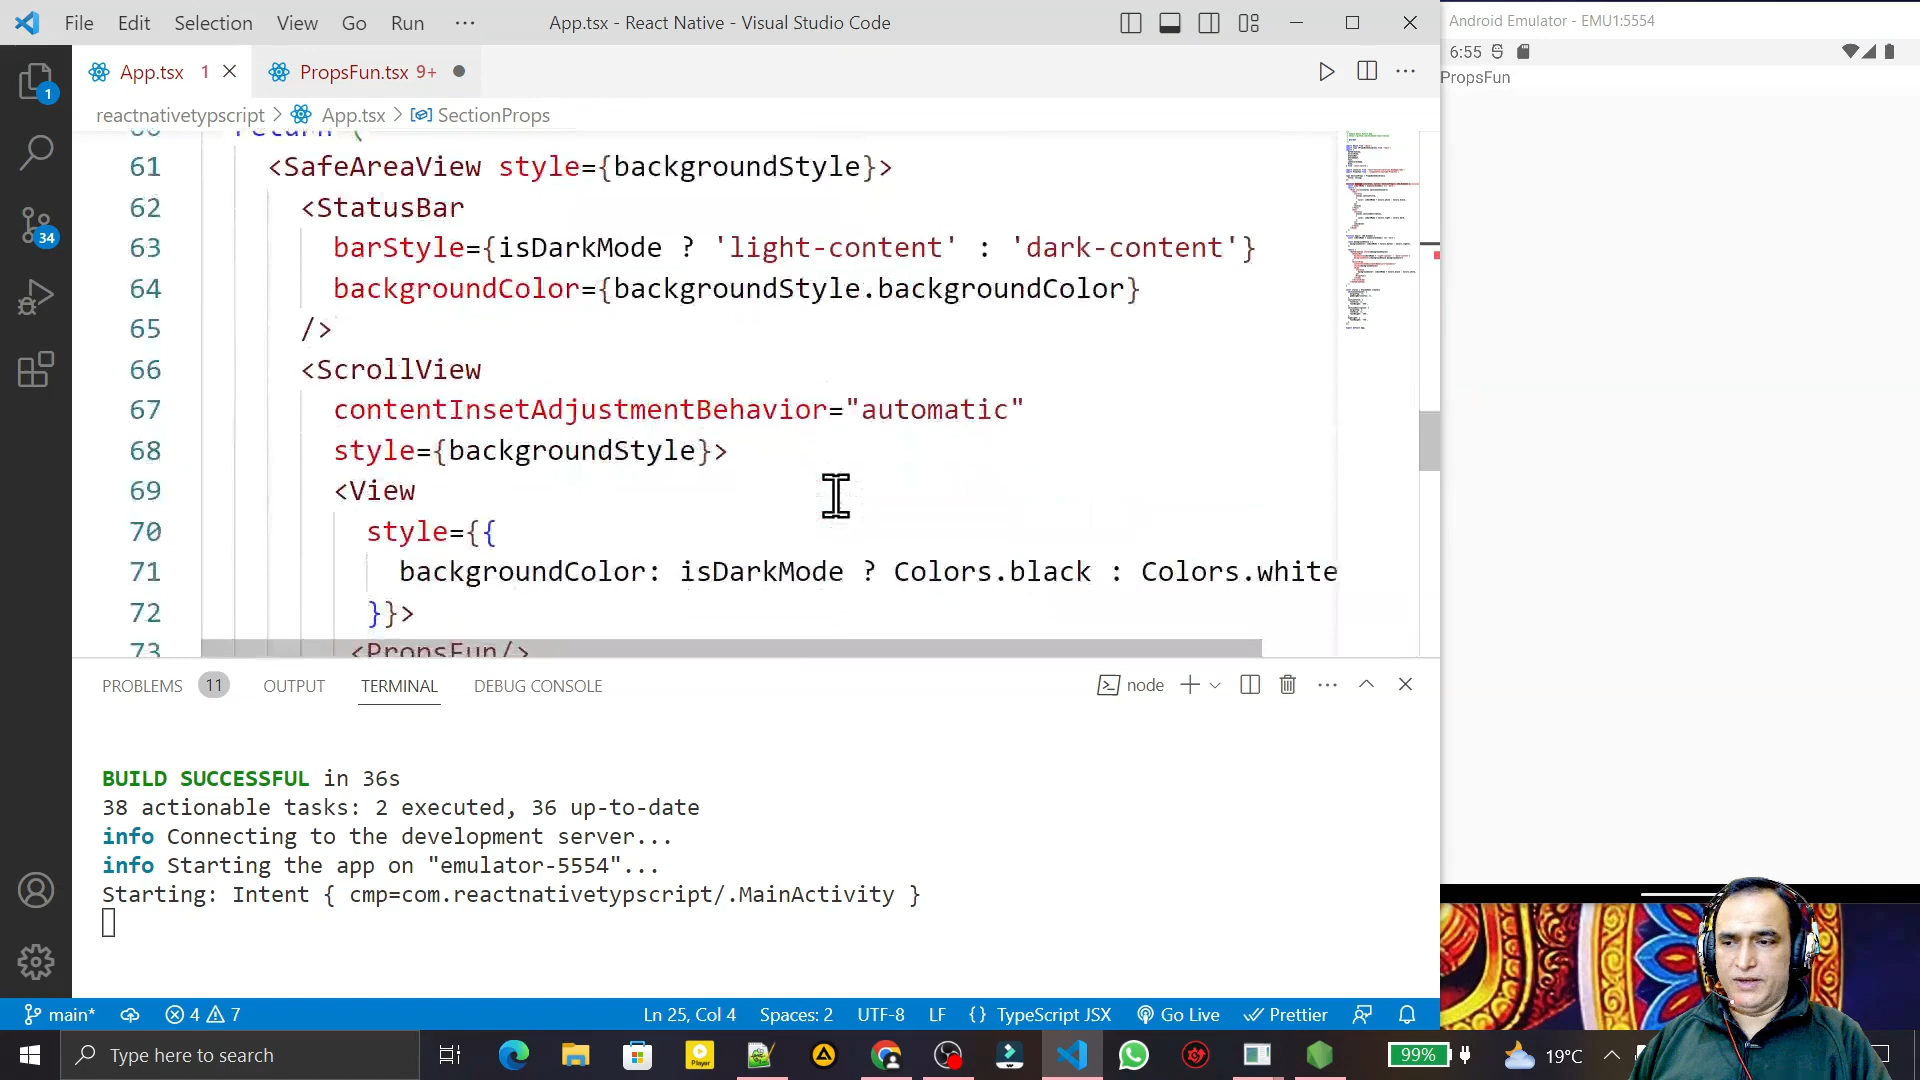 File Edit Selection View Go Run ··· App.tsx - React Native - Visual Studio Code
Android Emulator - EMU1:5554
6:55
PropsFun
App.tsx 1 PropsFun.tsx 9+
reactnativetypscript > App.tsx > SectionProps
60 return (
61 <SafeAreaView style={backgroundStyle}>
62 <StatusBar
63 barStyle={isDarkMode ? 'light-content' : 'dark-content'}
64 backgroundColor={backgroundStyle.backgroundColor}
65 />
66 <ScrollView
67 contentInsetAdjustmentBehavior="automatic"
68 style={backgroundStyle}>
69 <View
70 style={{
71 backgroundColor: isDarkMode ? Colors.black : Colors.white
72 }}>
73 <PropsFun/>
1
34
PROBLEMS 11 OUTPUT TERMINAL DEBUG CONSOLE node
BUILD SUCCESSFUL in 36s
38 actionable tasks: 2 executed, 36 up-to-date
info Connecting to the development server...
info Starting the app on "emulator-5554"...
Starting: Intent { cmp=com.reactnativetypscript/.MainActivity }
main* 4 7 Ln 25, Col 4 Spaces: 2 UTF-8 LF {} TypeScript JSX Go Live Prettier
Type here to search Player 99% 19°C